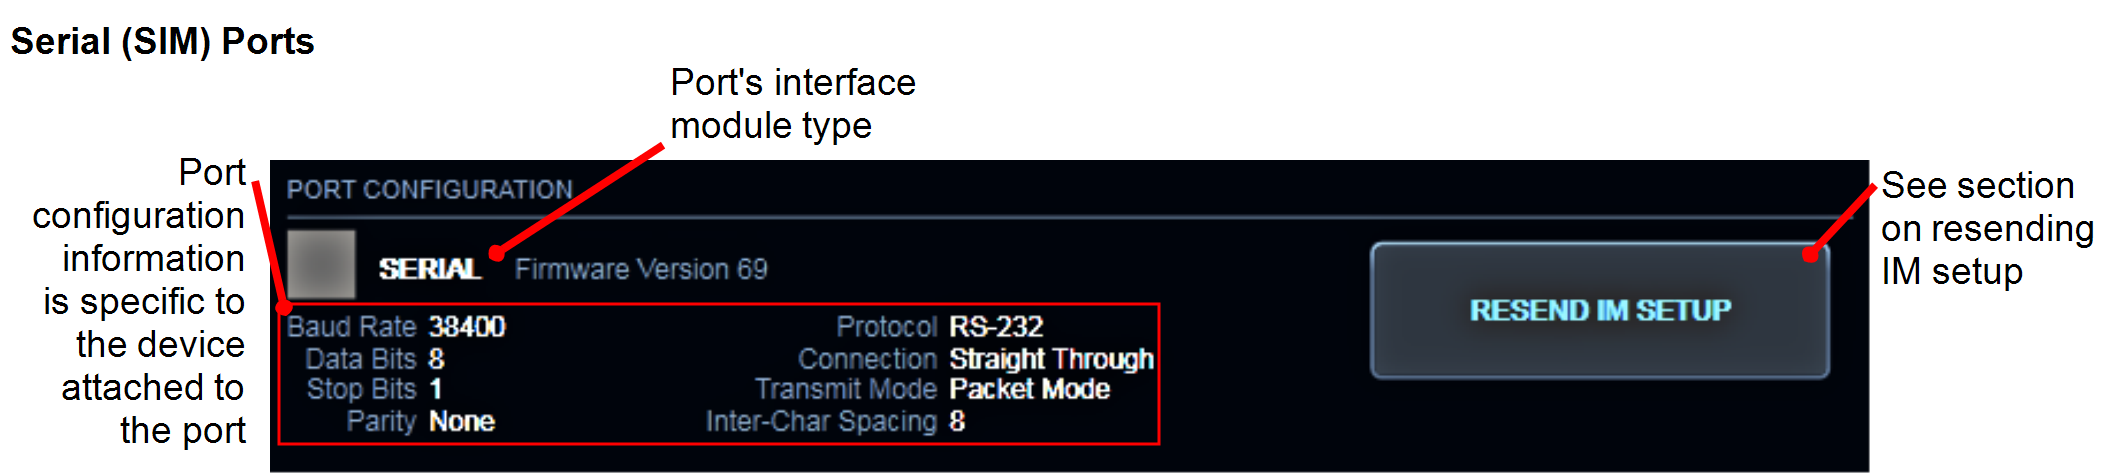 Serial (SIM) Ports
Port's interface
module type
Port
configuration
information
is specific to
the device
attached to
the port
PORT CONFIGURATION
SERIAL Firmware Version 69
Baud Rate 38400
Data Bits 8
Stop Bits 1
Parity None
Protocol RS-232
Connection Straight Through
Transmit Mode Packet Mode
Inter-Char Spacing 8
RESEND IM SETUP
See section
on resending
IM setup